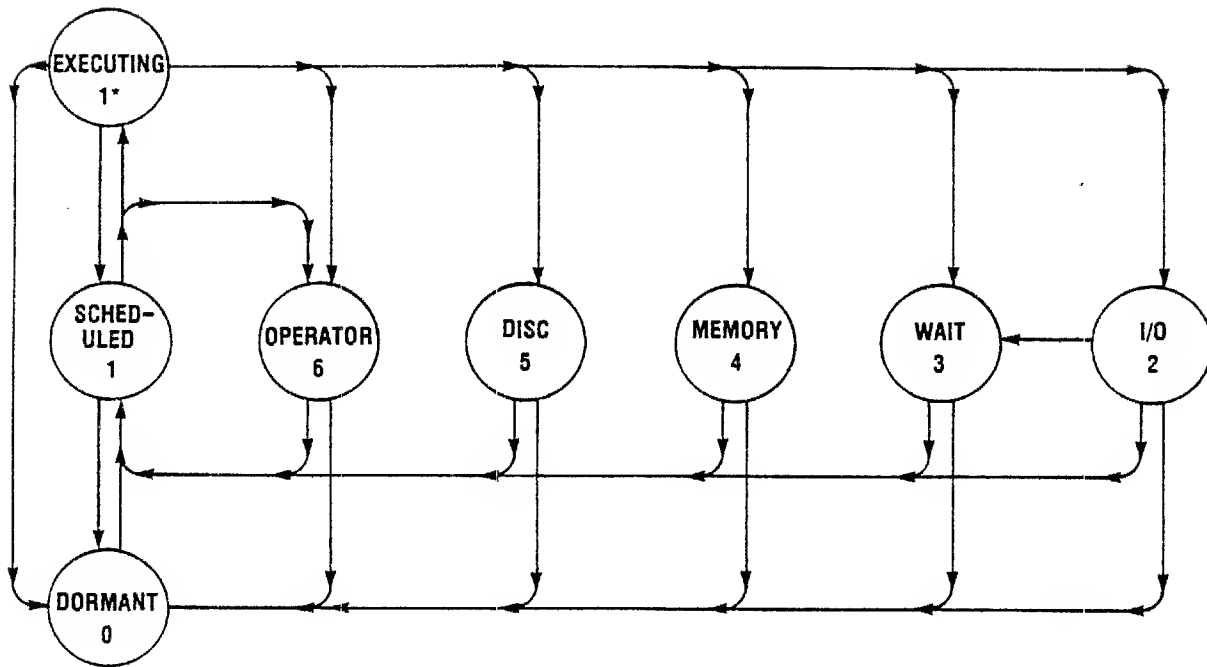 EXECUTING
1*
SCHED-
ULED
1
OPERATOR
6
DISC
5
MEMORY
4
WAIT
3
I/O
2
DORMANT
0